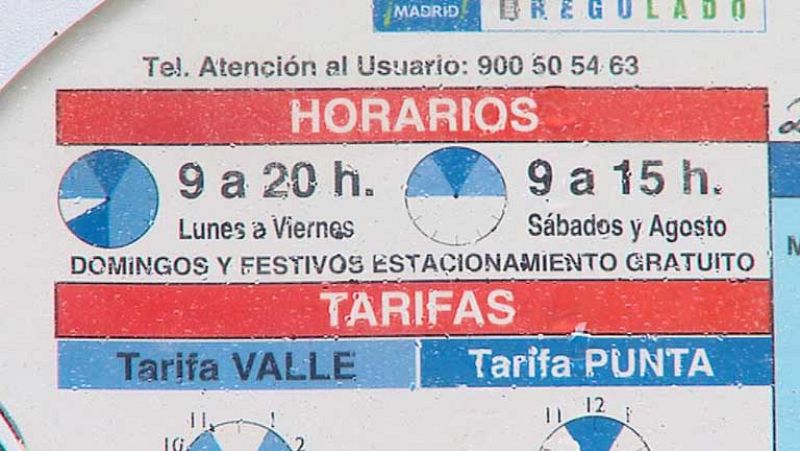 MADRID REGULADO
Tel. Atención al Usuario: 900 50 54 63
HORARIOS
9 a 20 h.
Lunes a Viernes
9 a 15 h.
Sábados y Agosto
DOMINGOS Y FESTIVOS ESTACIONAMIENTO GRATUITO
TARIFAS
Tarifa VALLE
Tarifa PUNTA
11 1
10 2
11 12 1